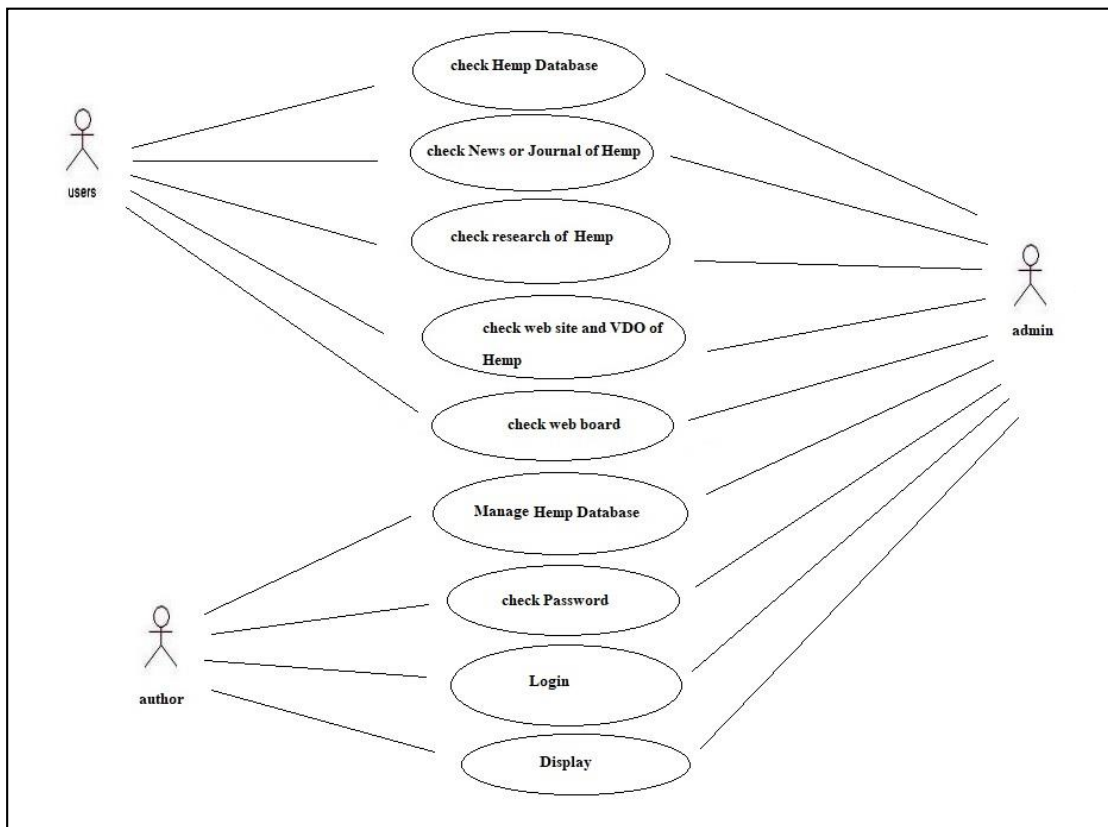 check Hemp Database
check News or Journal of Hemp
users
check research of Hemp
check web site and VDO of
Hemp
admin
check web board
Manage Hemp Database
check Password
author
Login
Display